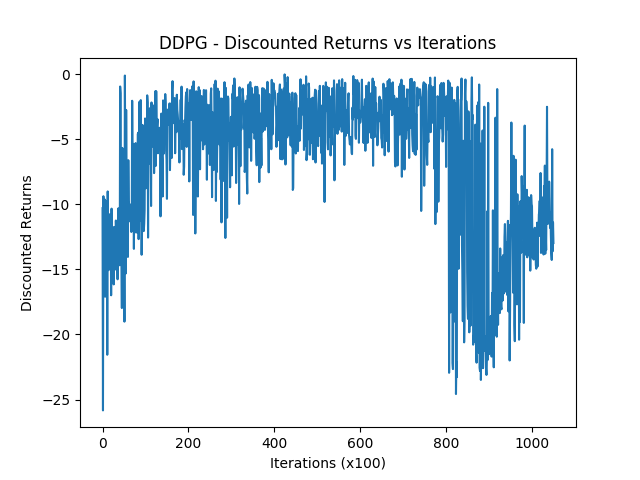 DDPG - Discounted Returns vs Iterations
0
−5
−10
−15
−20
−25
Discounted Returns
0 200 400 600 800 1000
Iterations (x100)